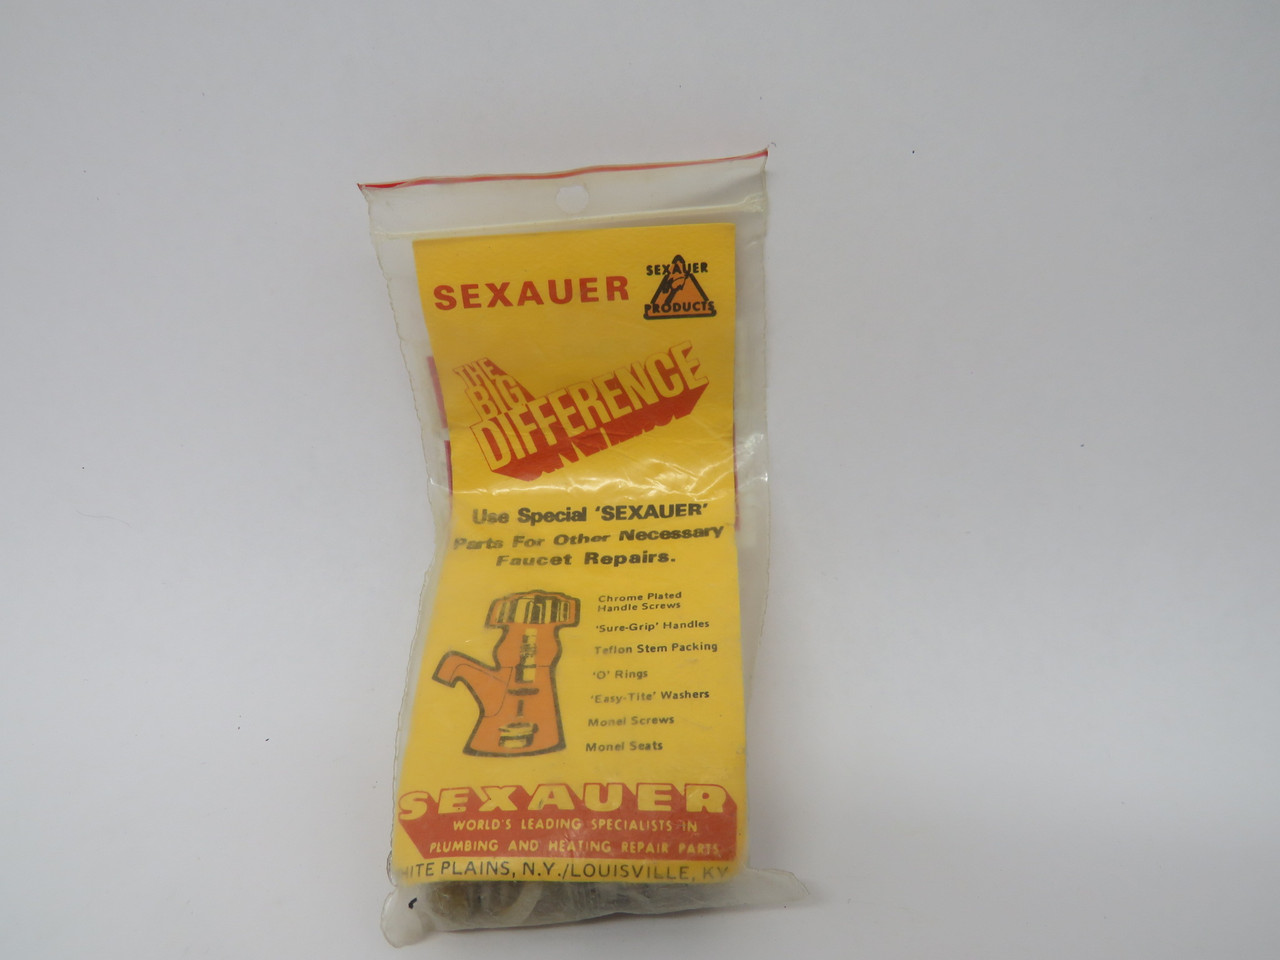 SEXAUER
SEXAUER
PRODUCTS
THE
BIG
DIFFERENCE
Use Special 'SEXAUER'
Parts For Other Necessary
Faucet Repairs.
Chrome Plated
Handle Screws
'Sure-Grip' Handles
Teflon Stem Packing
'O' Rings
'Easy-Tite' Washers
Monel Screws
Monel Seats
SEXAUER
WORLD'S LEADING SPECIALISTS IN
PLUMBING AND HEATING REPAIR PARTS
HITE PLAINS, N.Y./LOUISVILLE, KY